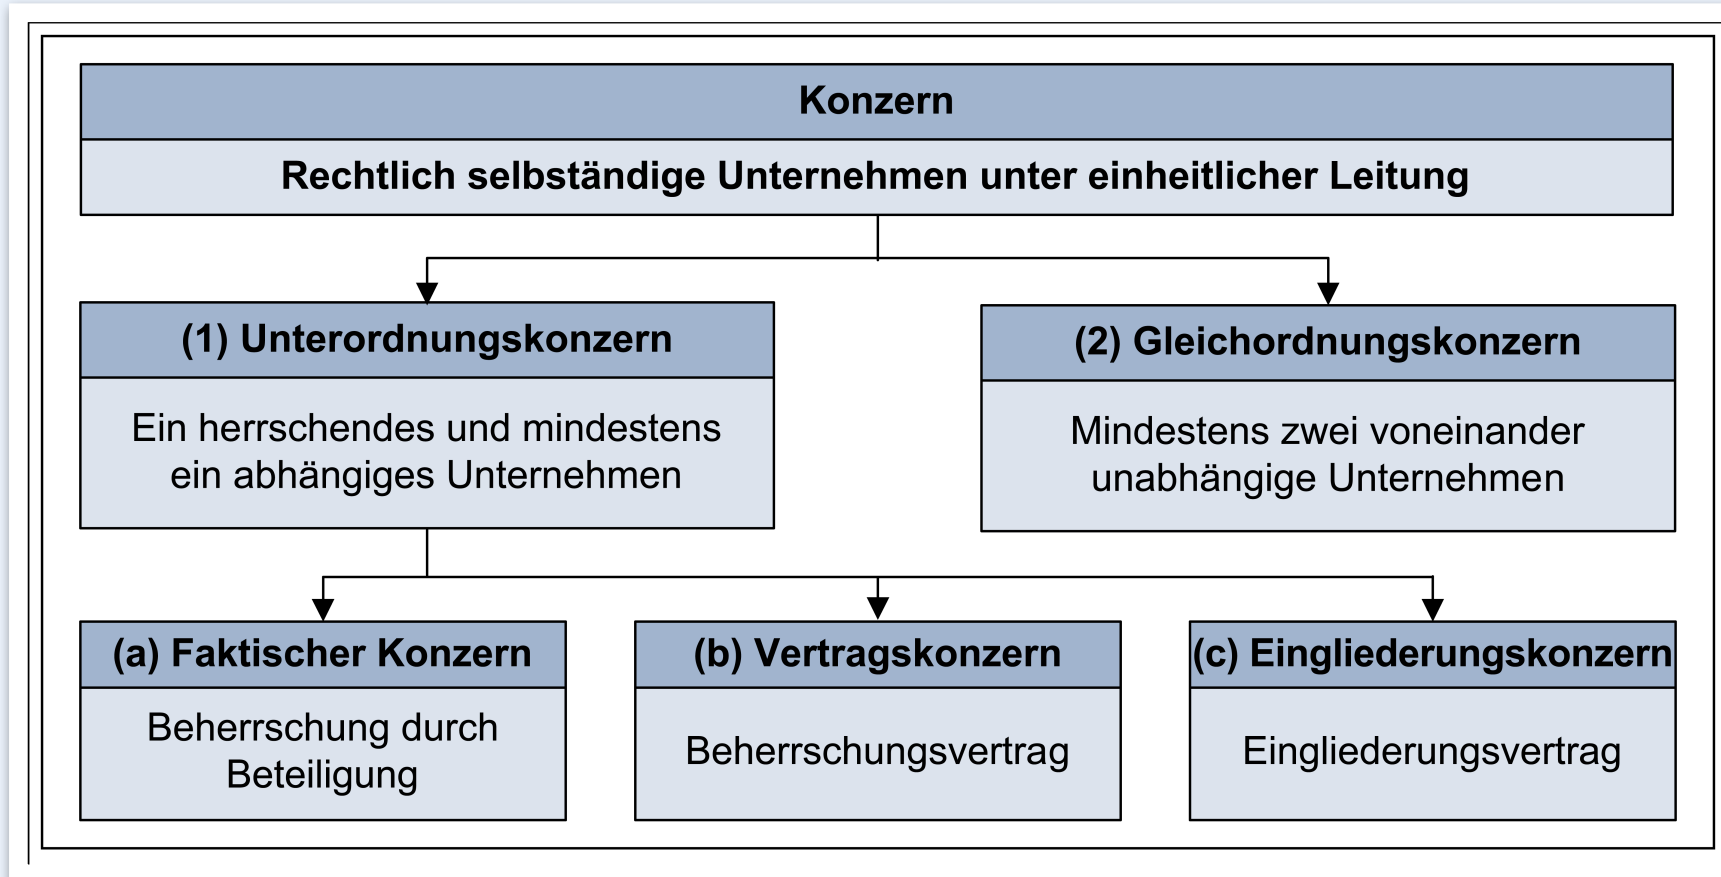 Konzern
Rechtlich selbständige Unternehmen unter einheitlicher Leitung
(1) Unterordnungskonzern
Ein herrschendes und mindestens
ein abhängiges Unternehmen
(2) Gleichordnungskonzern
Mindestens zwei voneinander
unabhängige Unternehmen
(a) Faktischer Konzern
Beherrschung durch
Beteiligung
(b) Vertragskonzern
Beherrschungsvertrag
(c) Eingliederungskonzern
Eingliederungsvertrag